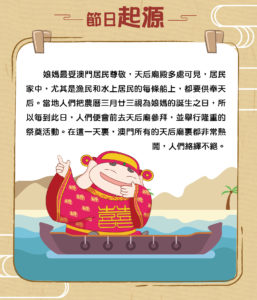 節日起源
娘媽最受澳門居民尊敬，天后廟殿多處可見，居民
家中，尤其是漁民和水上居民的每條船上，都要供奉天
后。當地人們把農曆三月廿三視為娘媽的誕生之日，所
以每到此日，人們便會前去天后廟參拜，並舉行隆重的
祭奠活動。在這一天裏，澳門所有的天后廟裏都非常熱
鬧，人們絡繹不絕。
囍